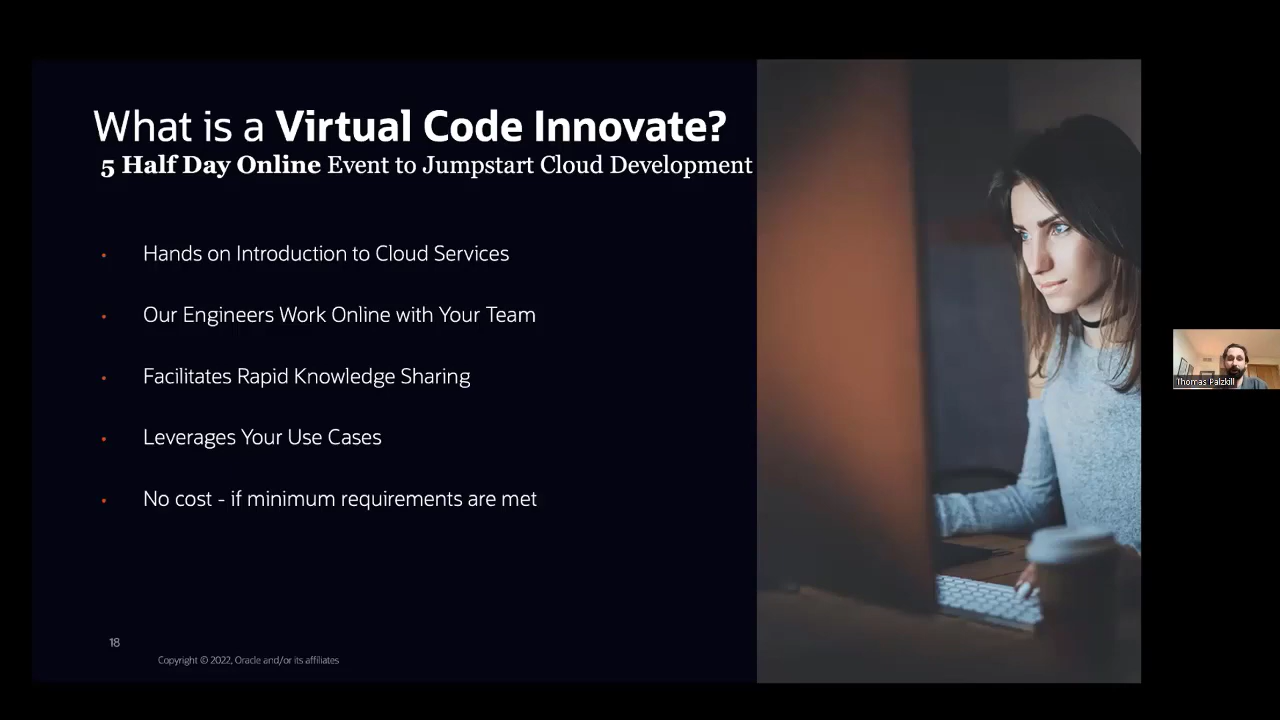 What is a Virtual Code Innovate?
5 Half Day Online Event to Jumpstart Cloud Development
• Hands on Introduction to Cloud Services
• Our Engineers Work Online with Your Team
• Facilitates Rapid Knowledge Sharing
• Leverages Your Use Cases
• No cost - if minimum requirements are met
Thomas Palzkill
18
Copyright © 2022, Oracle and/or its affiliates